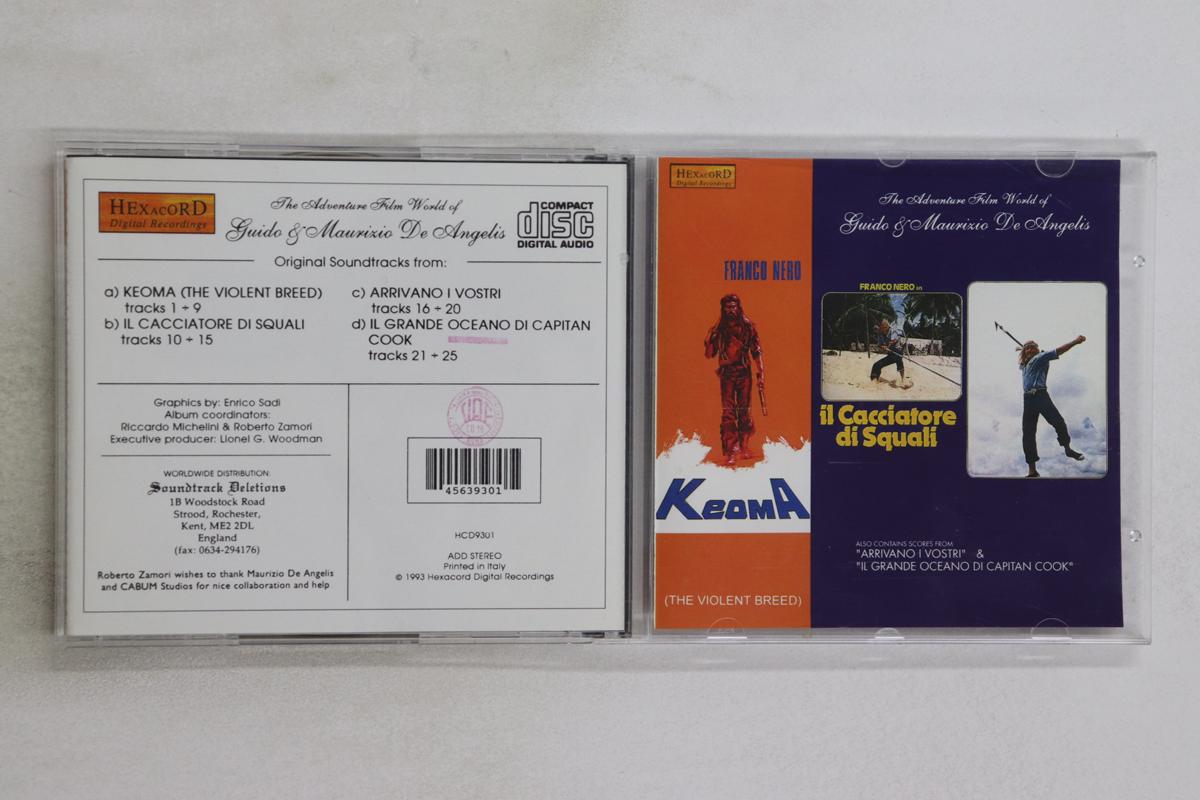 HEXACORD
Digital Recordings
The Adventure Film World of
Guido & Maurizio De Angelis
COMPACT
disc
DIGITAL AUDIO
Original Soundtracks from:
a) KEOMA (THE VIOLENT BREED)
tracks 1 ÷ 9
b) IL CACCIATORE DI SQUALI
tracks 10 ÷ 15
c) ARRIVANO I VOSTRI
tracks 16 ÷ 20
d) IL GRANDE OCEANO DI CAPITAN
COOK
tracks 21 ÷ 25
Graphics by: Enrico Sadi
Album coordinators:
Riccardo Michelini & Roberto Zamori
Executive producer: Lionel G. Woodman
WORLDWIDE DISTRIBUTION:
Soundtrack Deletions
1B Woodstock Road
Strood, Rochester,
Kent, ME2 2DL
England
(fax: 0634-294176)
Roberto Zamori wishes to thank Maurizio De Angelis
and CABUM Studios for nice collaboration and help
45639301
HCD9301
ADD STEREO
Printed in Italy
© 1993 Hexacord Digital Recordings
HEXACORD
Digital Recordings
The Adventure Film World of
Guido & Maurizio De Angelis
FRANCO NERO
KEOMA
(THE VIOLENT BREED)
FRANCO NERO in
il Cacciatore
di Squali
ALSO CONTAINS SCORES FROM
"ARRIVANO I VOSTRI" &
"IL GRANDE OCEANO DI CAPITAN COOK"